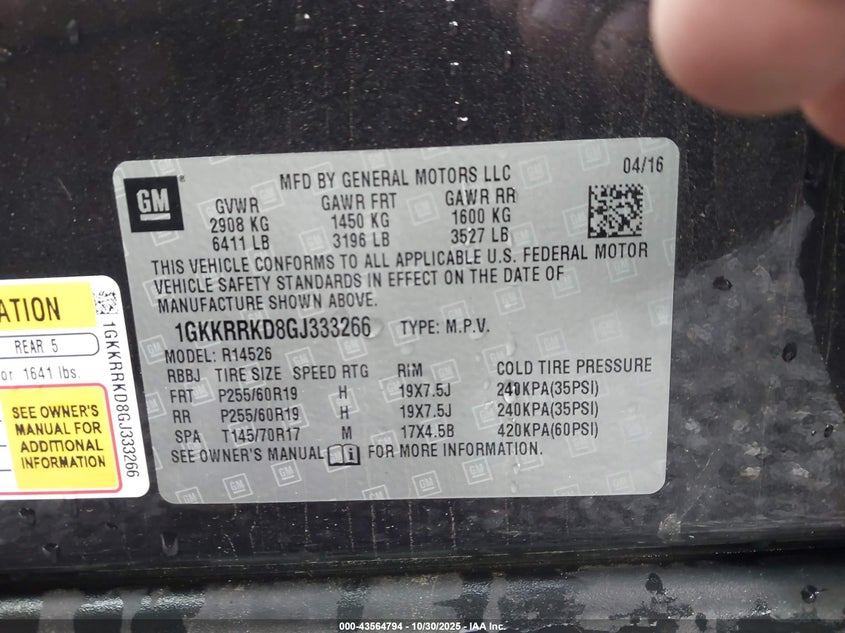 GM
MFD BY GENERAL MOTORS LLC
04/16
GVWR GAWR FRT GAWR RR
2908 KG 1450 KG 1600 KG
6411 LB 3196 LB 3527 LB
THIS VEHICLE CONFORMS TO ALL APPLICABLE U.S. FEDERAL MOTOR
VEHICLE SAFETY STANDARDS IN EFFECT ON THE DATE OF
MANUFACTURE SHOWN ABOVE.
1GKKRRKD8GJ333266 TYPE: M.P.V.
MODEL: R14526
RBBJ TIRE SIZE SPEED RTG RIM COLD TIRE PRESSURE
FRT P255/60R19 H 19X7.5J 240KPA(35PSI)
RR P255/60R19 H 19X7.5J 240KPA(35PSI)
SPA T145/70R17 M 17X4.5B 420KPA(60PSI)
SEE OWNER'S MANUAL FOR MORE INFORMATION.
ATION
REAR 5
or 1641 lbs.
SEE OWNER'S
MANUAL FOR
ADDITIONAL
INFORMATION
1GKKRRKD8GJ333266
000-43564794 - 10/30/2025 - IAA Inc.